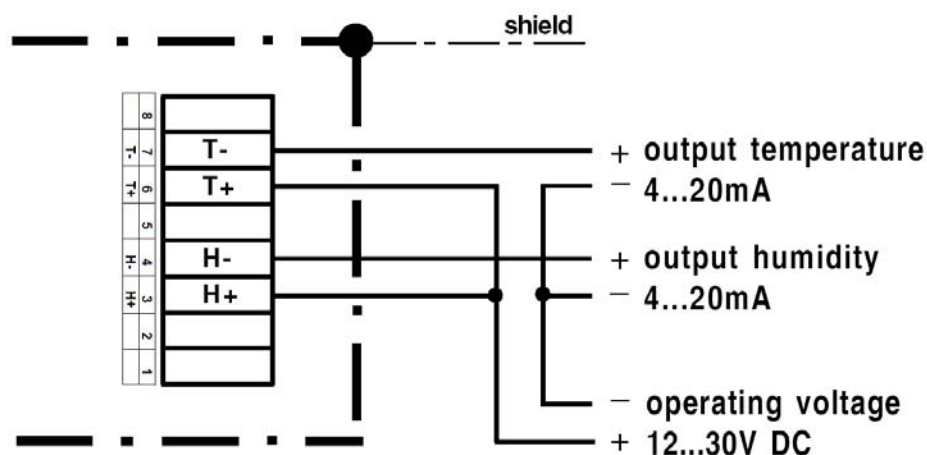 shield
8
T- 7 T-
T+ 6 T+
5
H- 4 H-
H+ 3 H+
2
1
+ output temperature
− 4...20mA
+ output humidity
− 4...20mA
− operating voltage
+ 12...30V DC